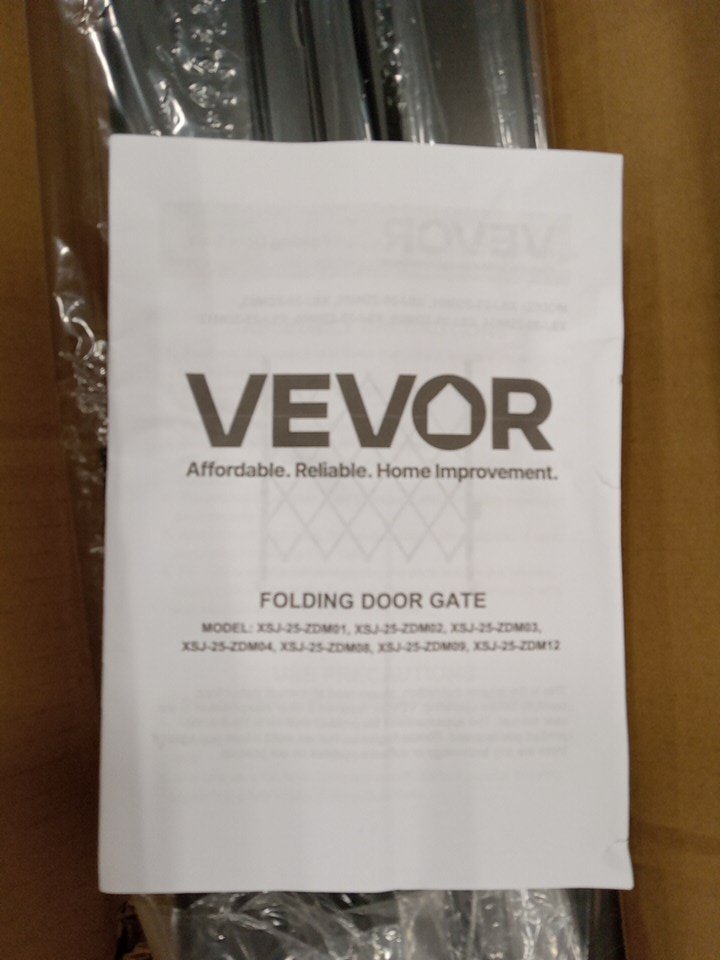 VEVOR
Affordable. Reliable. Home Improvement.
FOLDING DOOR GATE
MODEL: XSJ-25-ZDM01, XSJ-25-ZDM02, XSJ-25-ZDM03,
XSJ-25-ZDM04, XSJ-25-ZDM08, XSJ-25-ZDM09, XSJ-25-ZDM12